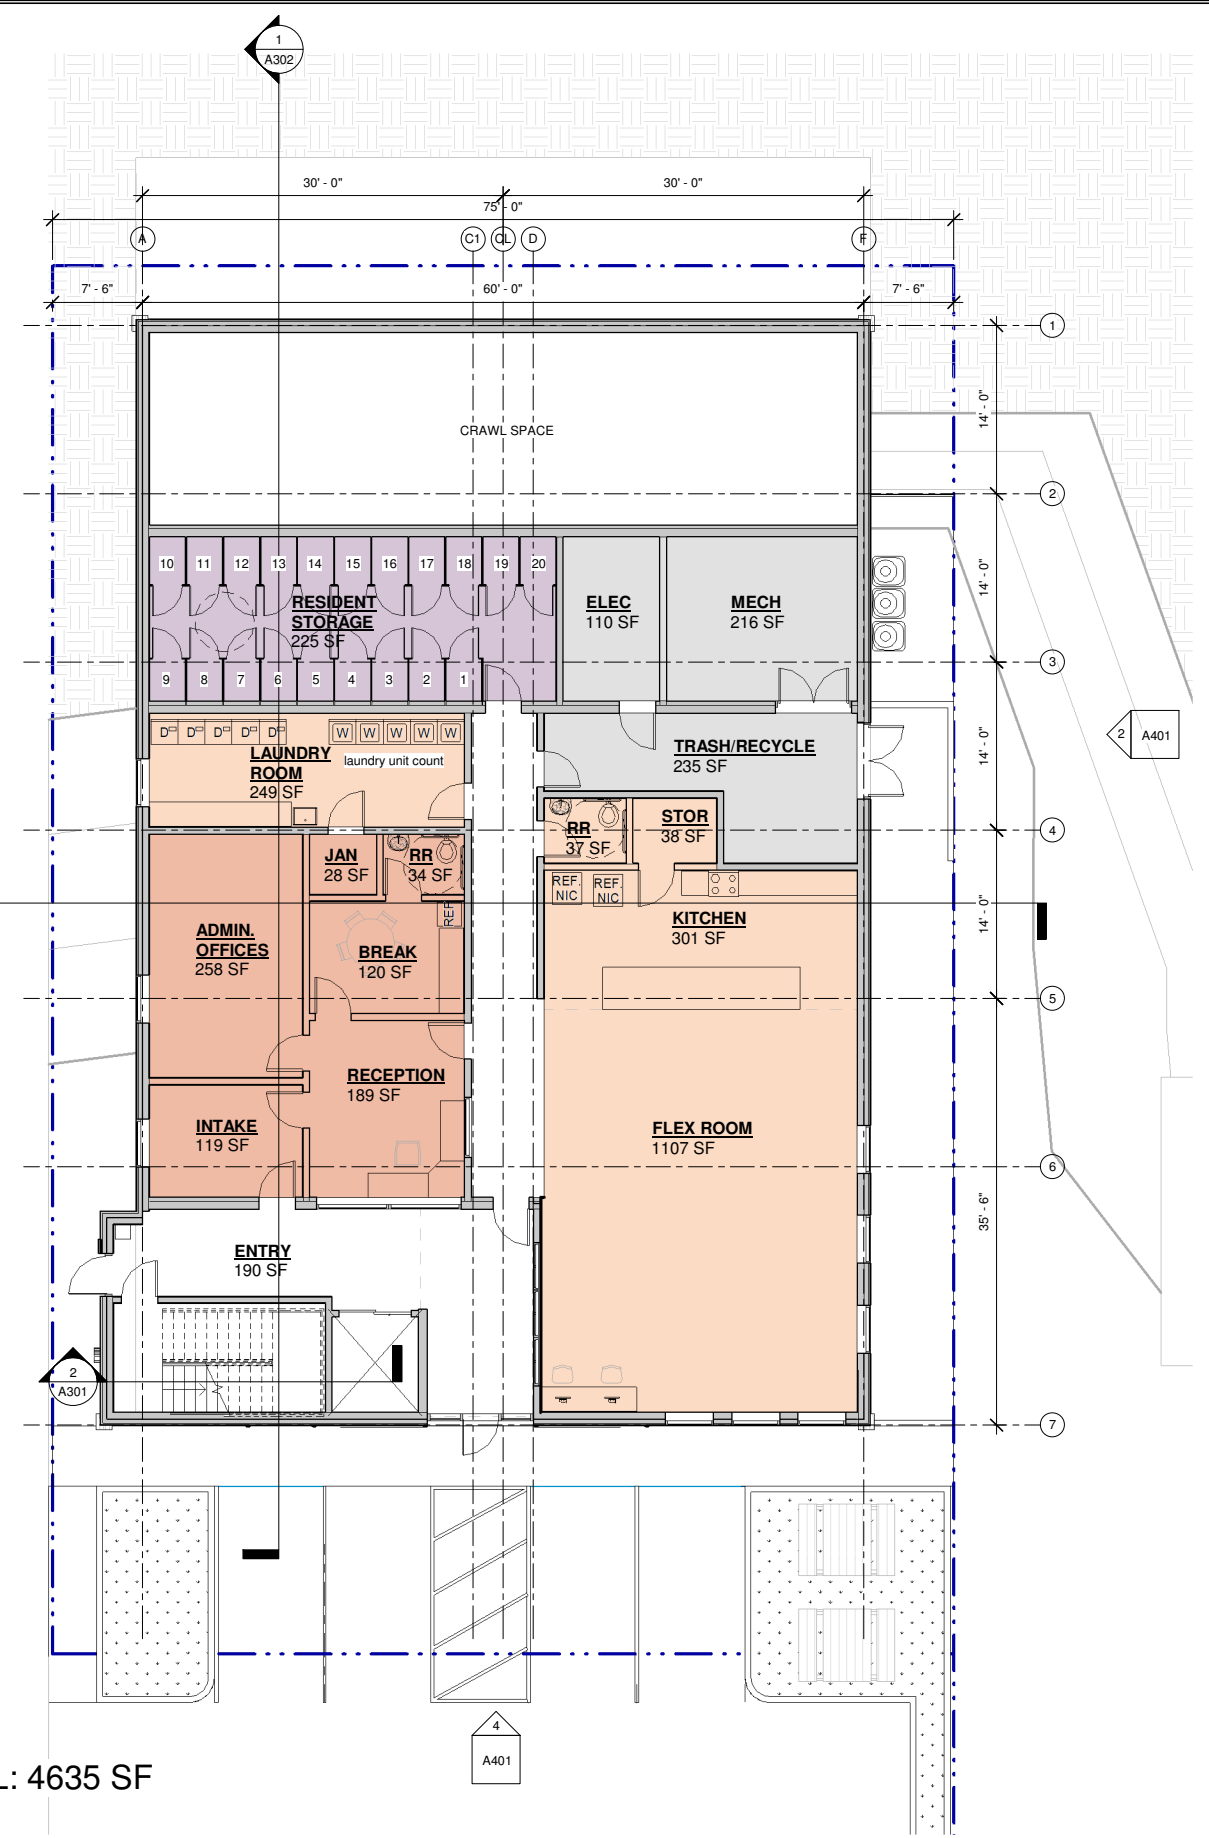 1
A302
30' - 0"
30' - 0"
75' - 0"
A
C1
CL
D
F
7' - 6"
60' - 0"
7' - 6"
1
14' - 0"
CRAWL SPACE
2
10
11
12
13
14
15
16
17
18
19
20
14' - 0"
RESIDENT
STORAGE
225 SF
ELEC
110 SF
MECH
216 SF
3
9
8
7
6
5
4
3
2
1
D
D
D
D
D
W
W
W
W
W
LAUNDRY
ROOM
249 SF
laundry unit count
TRASH/RECYCLE
235 SF
14' - 0"
2
A401
RR
37 SF
STOR
38 SF
4
JAN
28 SF
RR
34 SF
REF.
NIC
REF.
NIC
REF
KITCHEN
301 SF
14' - 0"
ADMIN.
OFFICES
258 SF
BREAK
120 SF
5
RECEPTION
189 SF
INTAKE
119 SF
FLEX ROOM
1107 SF
6
35' - 6"
ENTRY
190 SF
2
A301
7
4
A401
L: 4635 SF